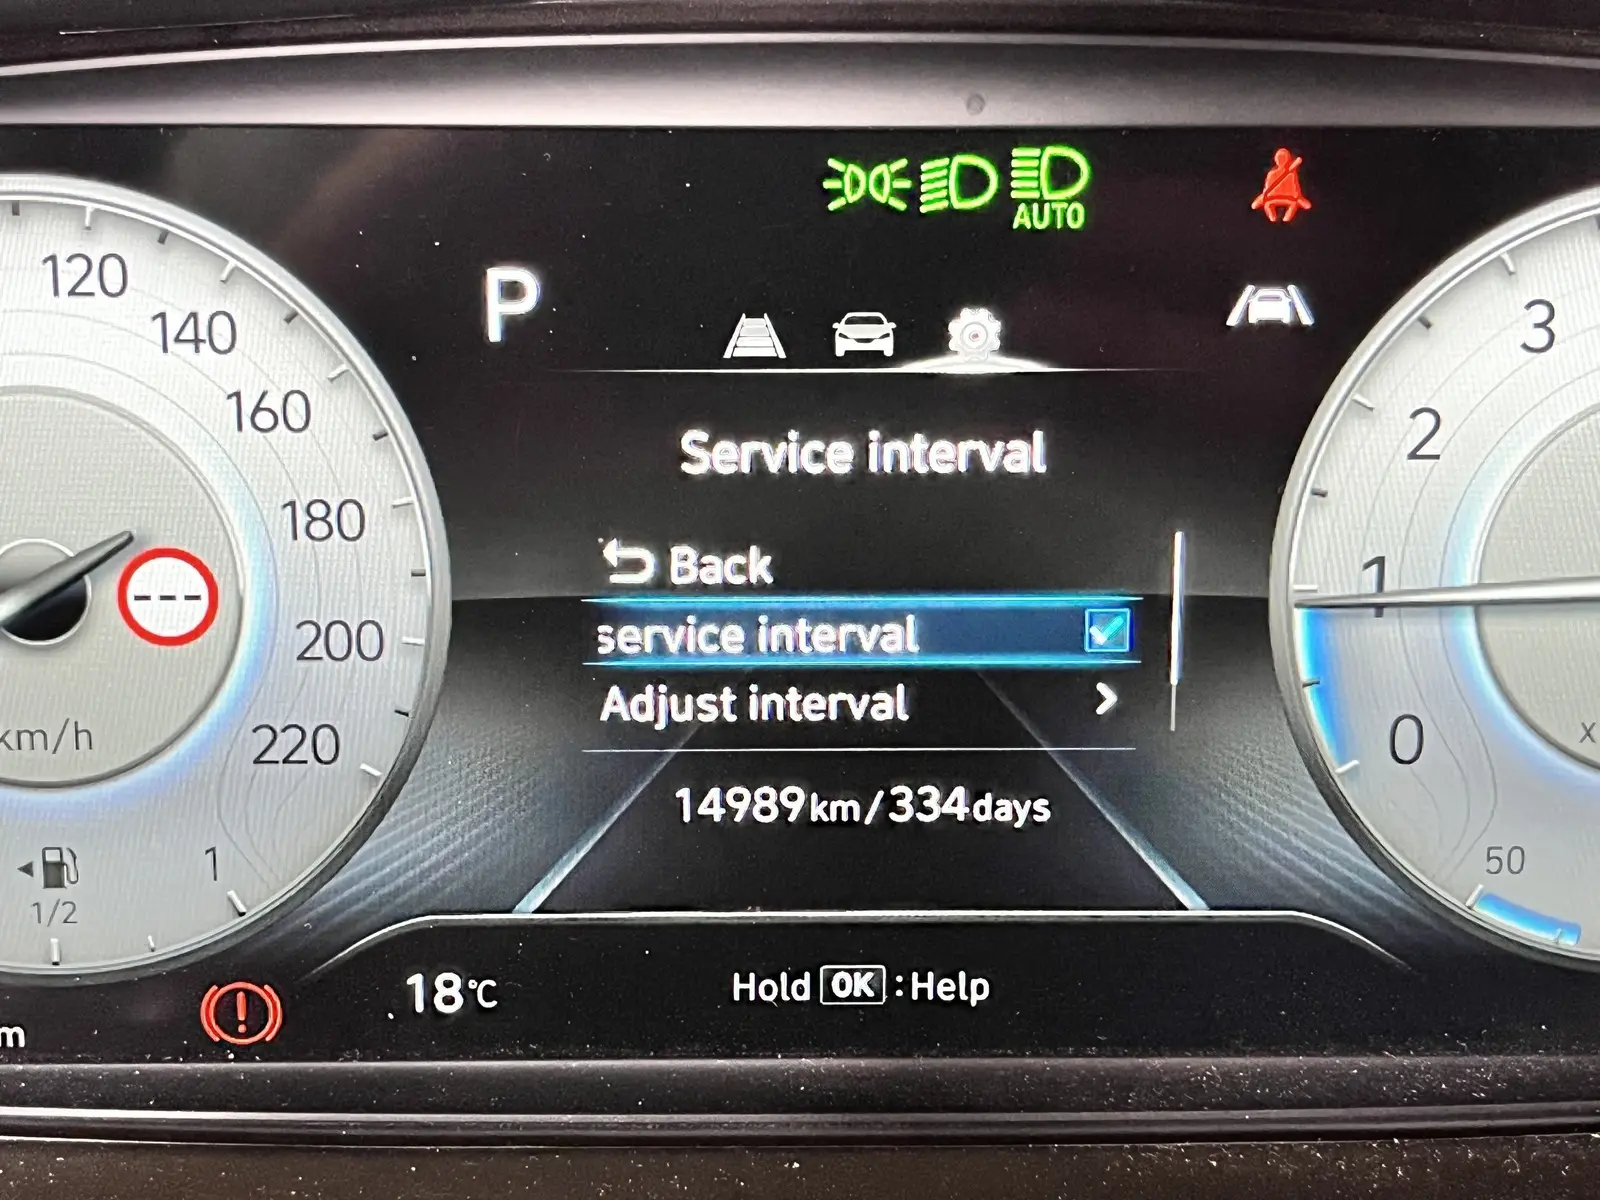 AUTO
P
120
140
160
180
200
220
km/h
1
1/2
Service interval
Back
service interval
Adjust interval
14989km/334days
3
2
1
0
x
50
18°C
Hold OK :Help
m